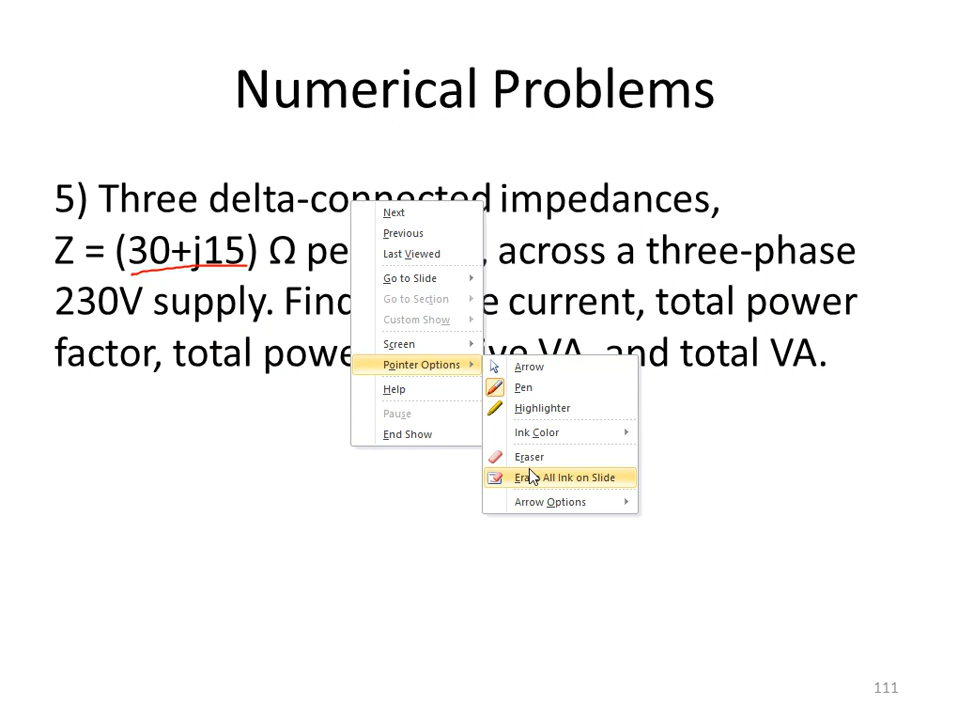 Numerical Problems
5) Three delta-connected impedances,
Z = (30+j15) Ω pe , across a three-phase
230V supply. Find e current, total power
factor, total powe ive VA, and total VA.
Next
Previous
Last Viewed
Go to Slide
Go to Section
Custom Show
Screen
Pointer Options
Help
Pause
End Show
Arrow
Pen
Highlighter
Ink Color
Eraser
Erase All Ink on Slide
Arrow Options
111